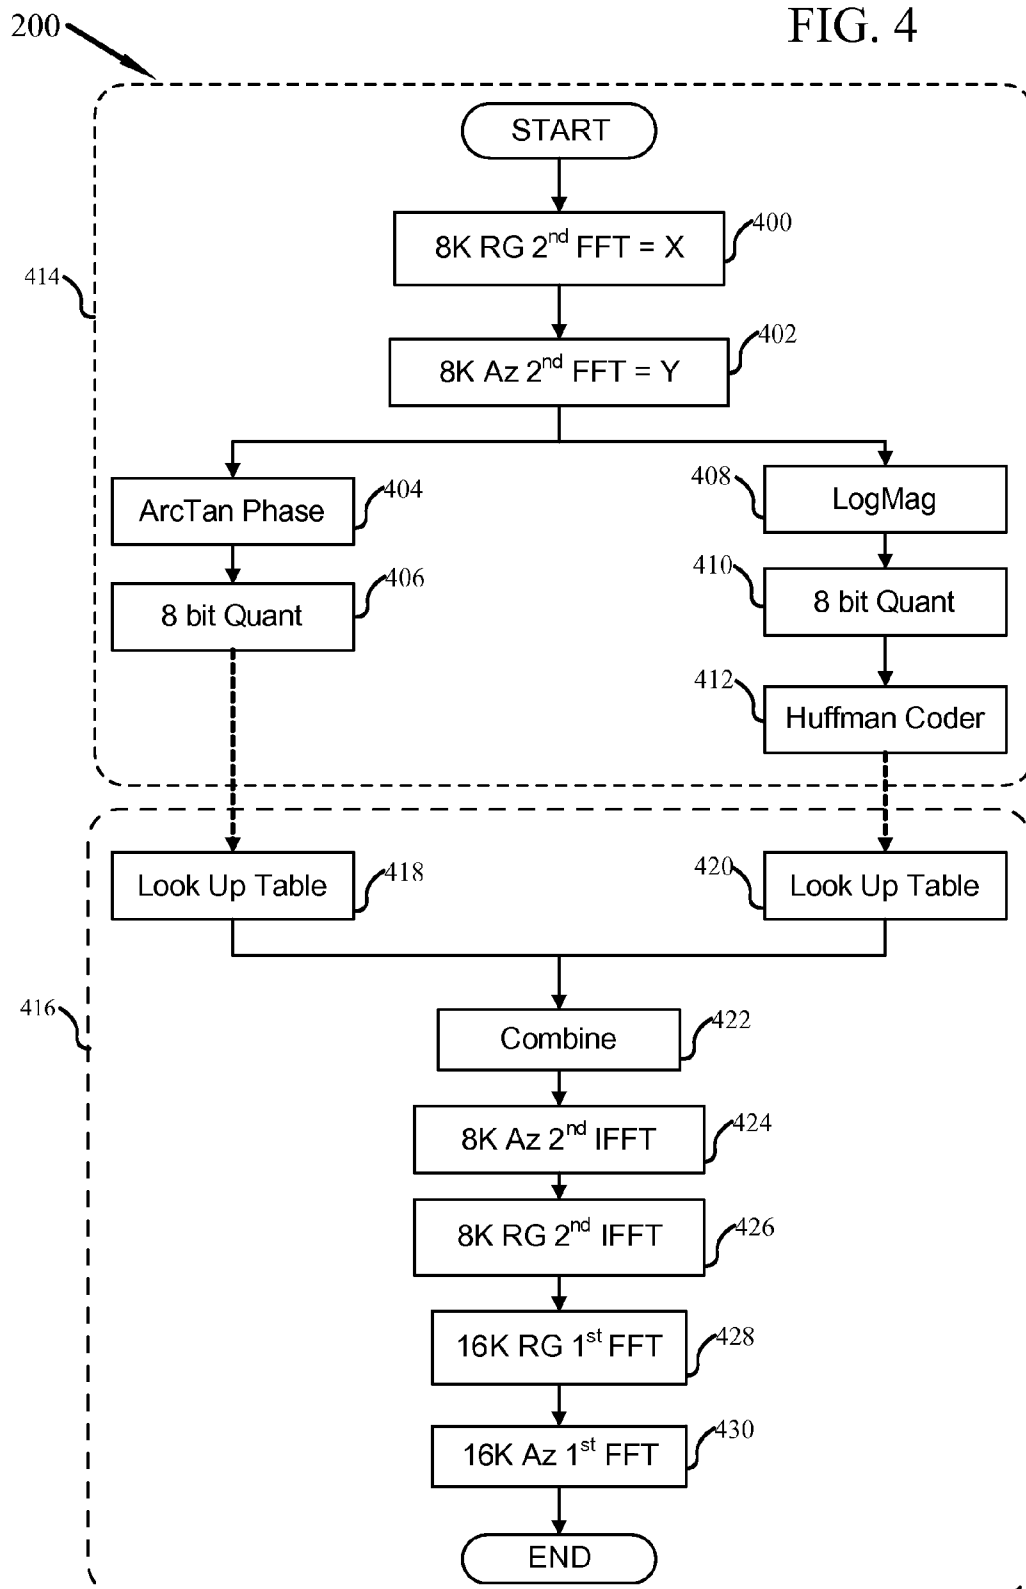 FIG. 4
200
START
8K RG 2nd FFT = X
400
414
8K Az 2nd FFT = Y
402
ArcTan Phase
404
408
LogMag
8 bit Quant
406
410
8 bit Quant
412
Huffman Coder
Look Up Table
418
420
Look Up Table
416
Combine
422
8K Az 2nd IFFT
424
8K RG 2nd IFFT
426
16K RG 1st FFT
428
16K Az 1st FFT
430
END